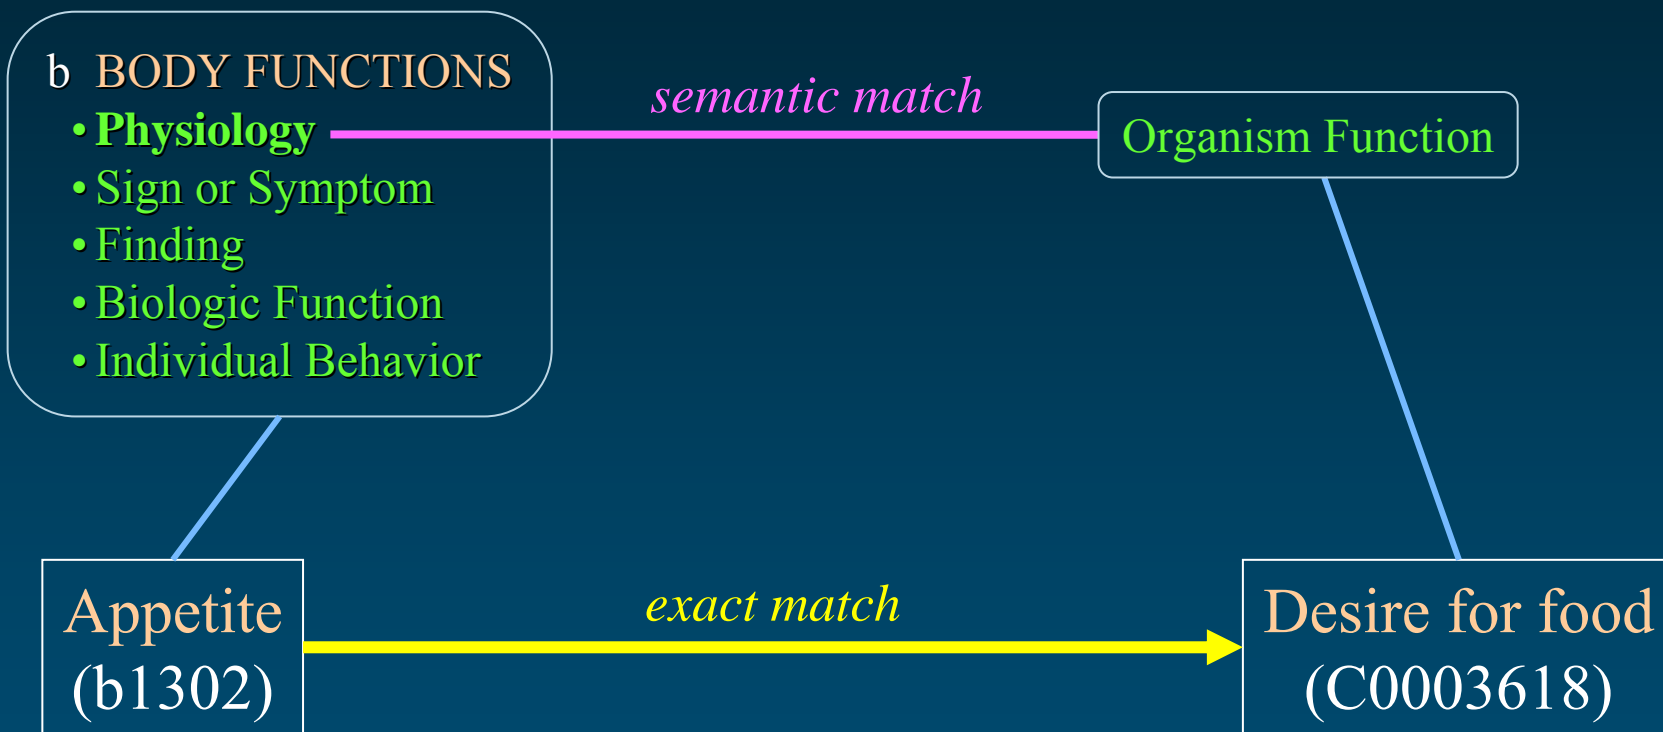 b BODY FUNCTIONS
• Physiology
• Sign or Symptom
• Finding
• Biologic Function
• Individual Behavior
semantic match
Organism Function
Appetite
(b1302)
exact match
Desire for food
(C0003618)